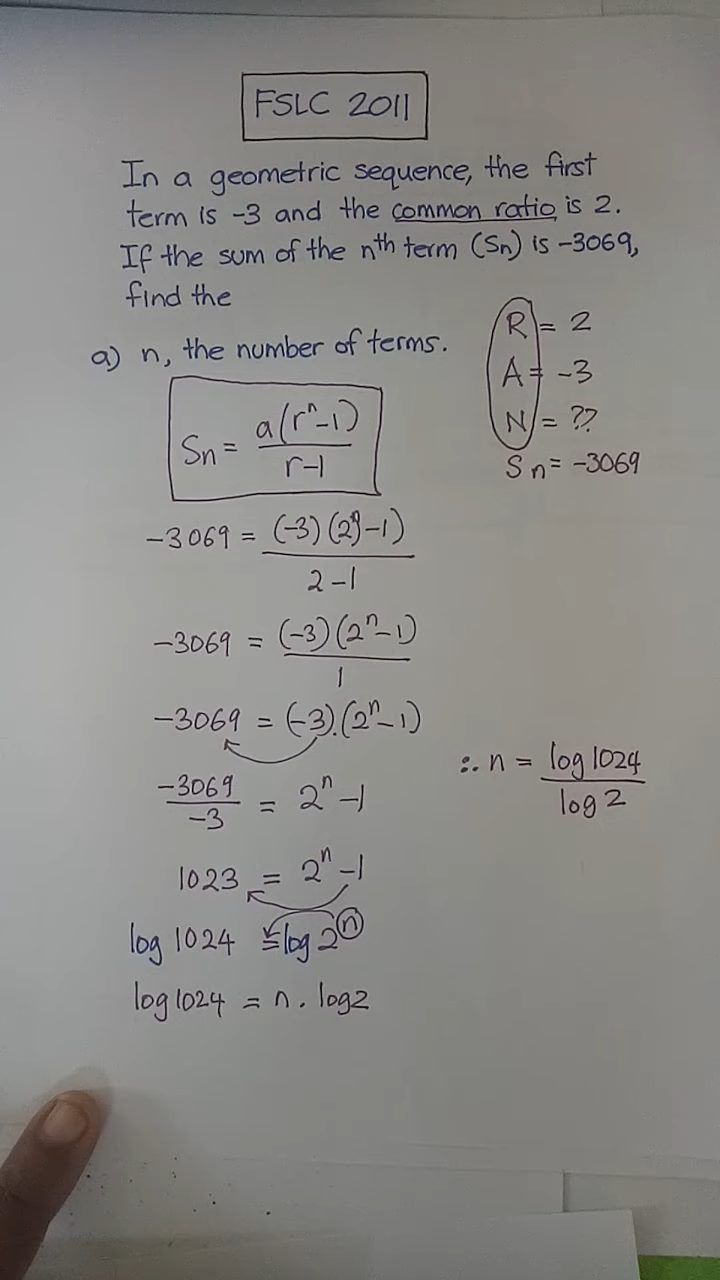 FSLC 2011
In a geometric sequence, the first
term is -3 and the common ratio is 2.
If the sum of the nth term (Sn) is -3069,
find the
a) n, the number of terms.
R = 2
A = -3
N = ??
Sn = -3069
Sn = a(rⁿ-1) / r-1
-3069 = (-3)(2ⁿ-1) / 2-1
-3069 = (-3)(2ⁿ-1) / 1
-3069 = (-3).(2ⁿ-1)
-3069 / -3 = 2ⁿ-1
1023 = 2ⁿ-1
log 1024 = log 2ⁿ
log 1024 = n . log2
∴ n = log 1024 / log 2